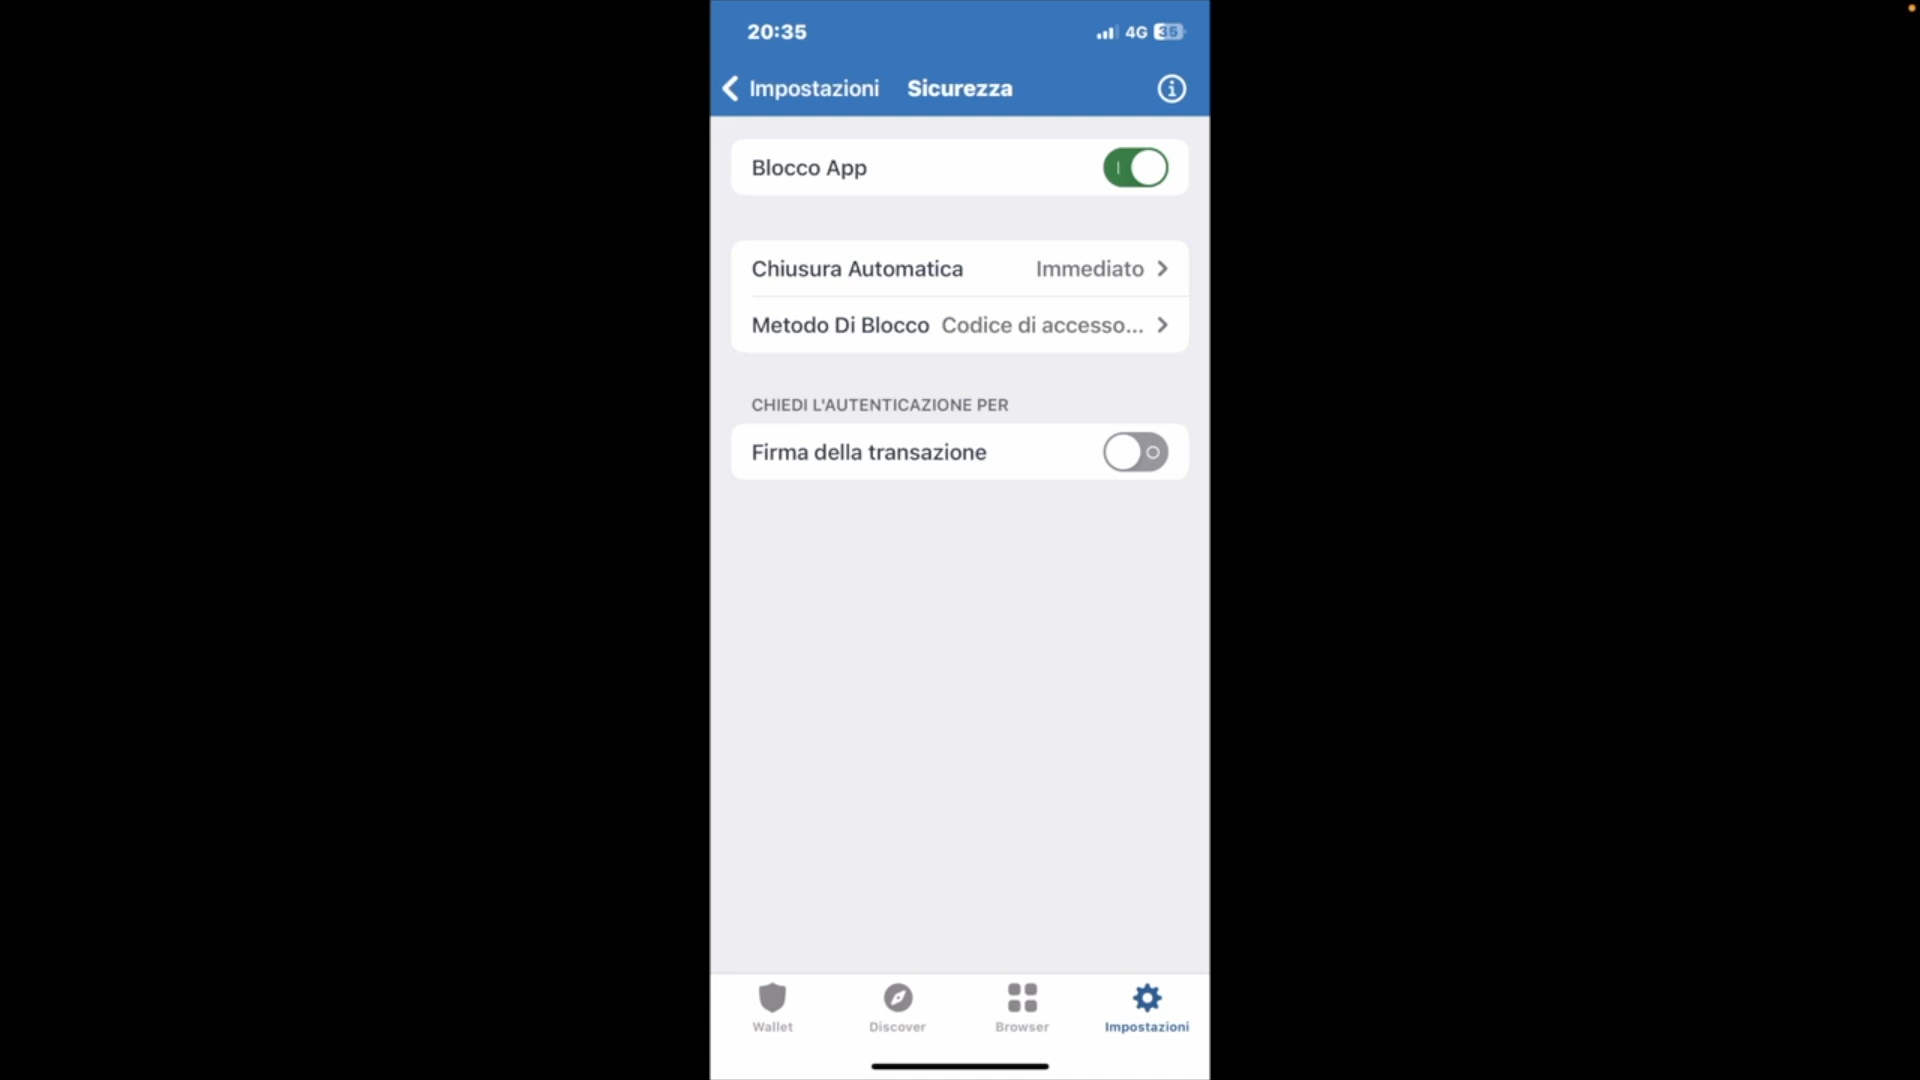 20:35 4G 35
Impostazioni Sicurezza
Blocco App
Chiusura Automatica Immediato
Metodo Di Blocco Codice di accesso...
CHIEDI L'AUTENTICAZIONE PER
Firma della transazione
Wallet Discover Browser Impostazioni